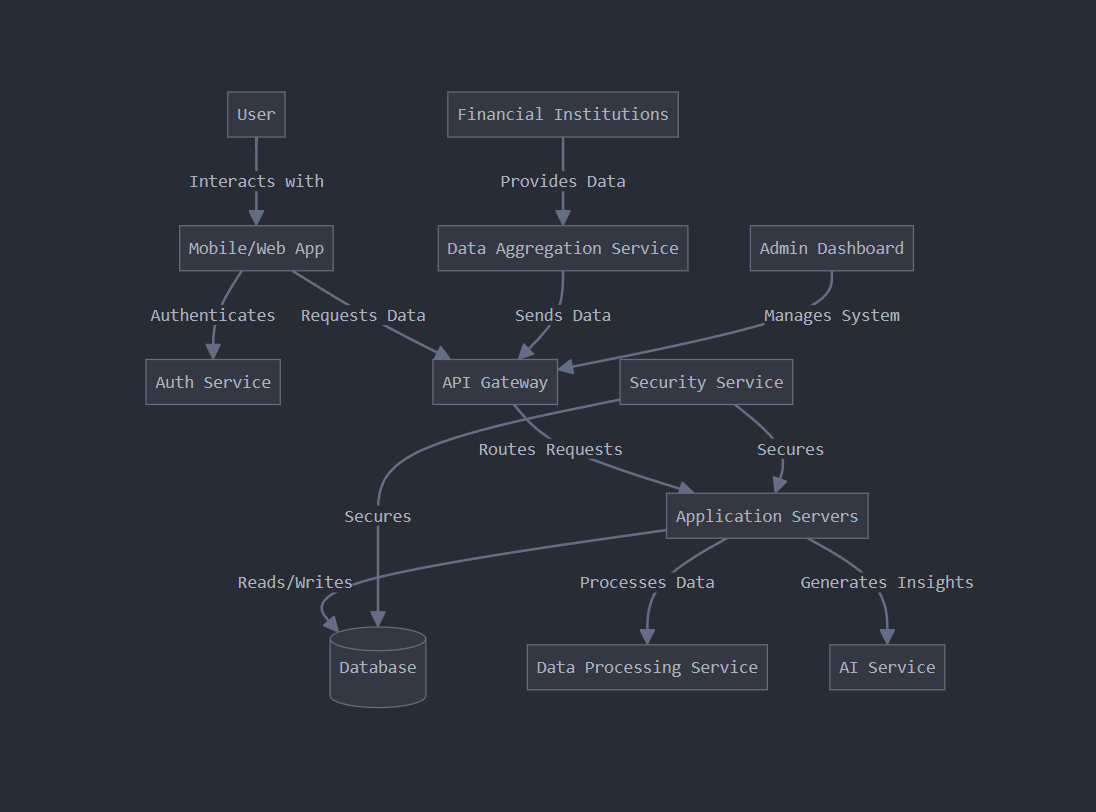 User
Financial Institutions
Interacts with
Provides Data
Mobile/Web App
Data Aggregation Service
Admin Dashboard
Authenticates
Requests Data
Sends Data
Manages System
Auth Service
API Gateway
Security Service
Routes Requests
Secures
Application Servers
Secures
Reads/Writes
Processes Data
Generates Insights
Database
Data Processing Service
AI Service